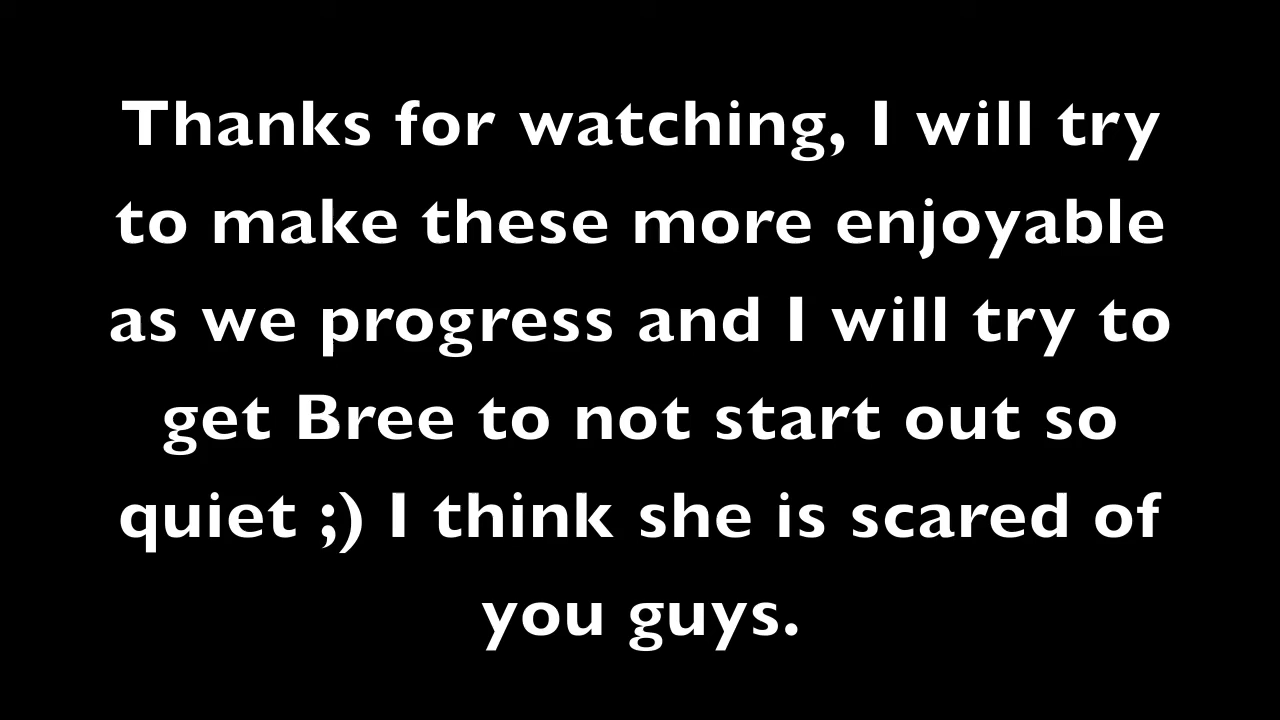 Thanks for watching, I will try
to make these more enjoyable
as we progress and I will try to
get Bree to not start out so
quiet ;) I think she is scared of
you guys.